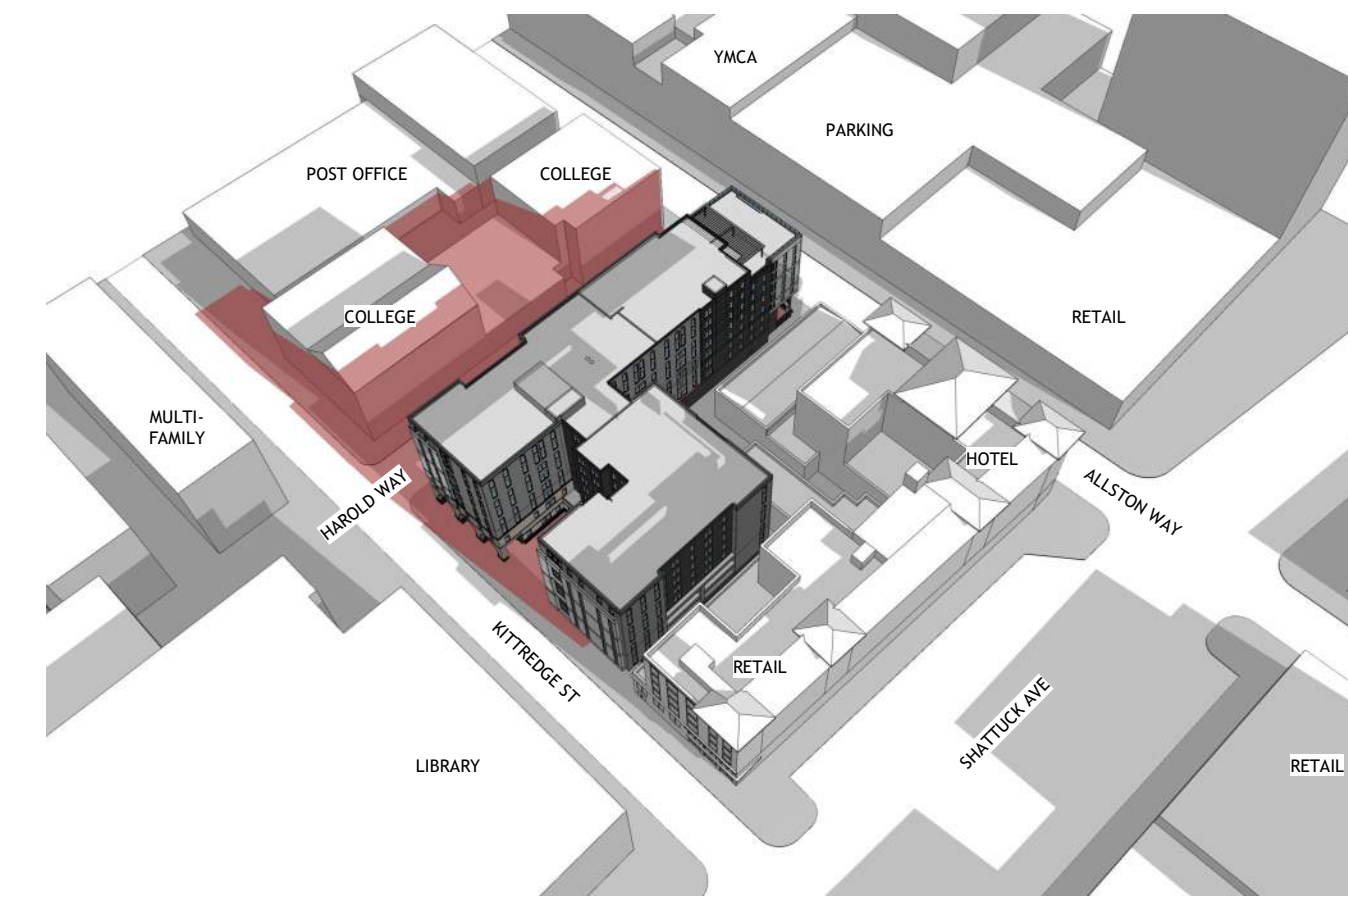 YMCA
PARKING
POST OFFICE
COLLEGE
COLLEGE
RETAIL
MULTI-
FAMILY
HOTEL
HAROLD WAY
ALLSTON WAY
KITTREDGE ST
RETAIL
SHATTUCK AVE
LIBRARY
RETAIL